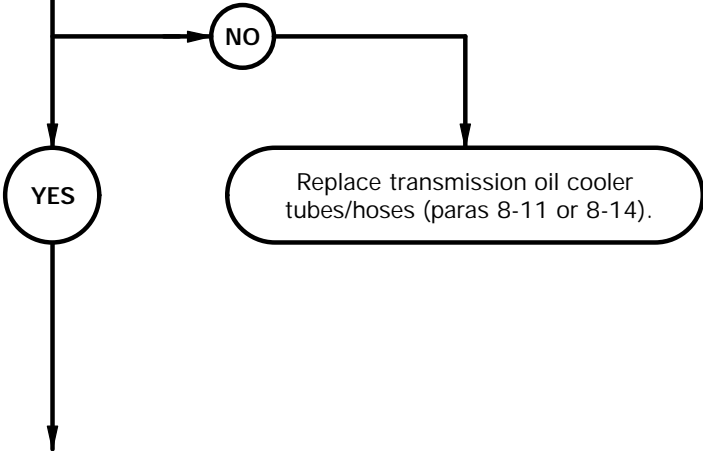 NO
YES
Replace transmission oil cooler
tubes/hoses (paras 8-11 or 8-14).